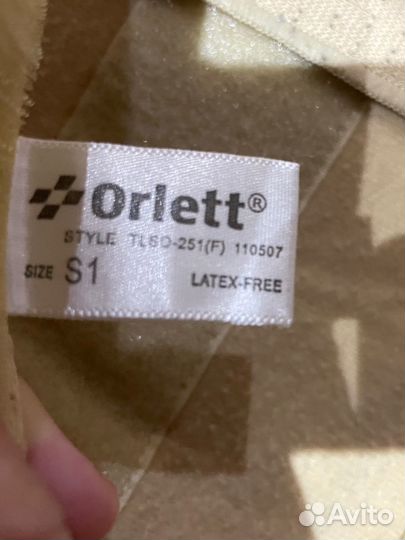 Orlett®
STYLE TLSO-251(F) 110507
SIZE S1
LATEX-FREE
Avito